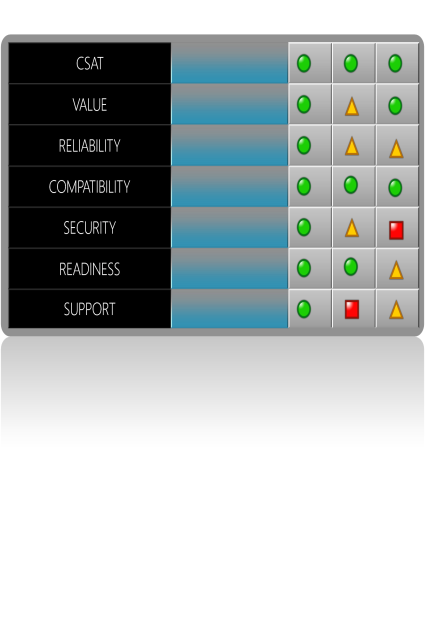 CSAT
VALUE
RELIABILITY
COMPATIBILITY
SECURITY
READINESS
SUPPORT